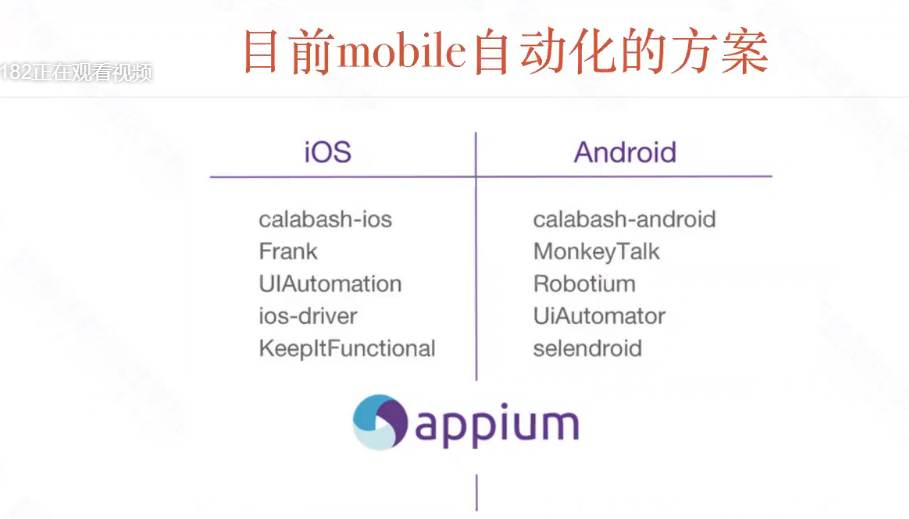 目前mobile自动化的方案
182正在观看视频
iOS
Android
calabash-ios
calabash-android
Frank
MonkeyTalk
UIAutomation
Robotium
ios-driver
UiAutomator
KeepItFunctional
selendroid
appium